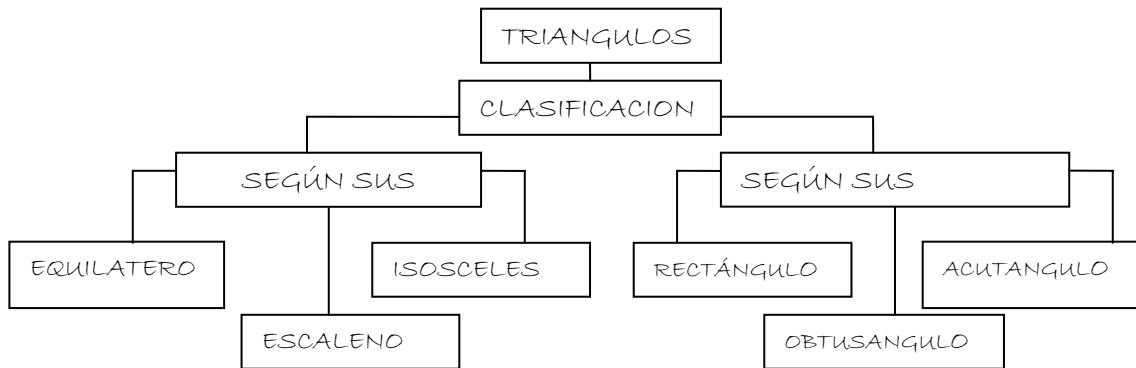 TRIANGULOS
CLASIFICACION
SEGÚN SUS
SEGÚN SUS
EQUILATERO
ISOSCELES
RECTÁNGULO
ACUTANGULO
ESCALENO
OBTUSANGULO